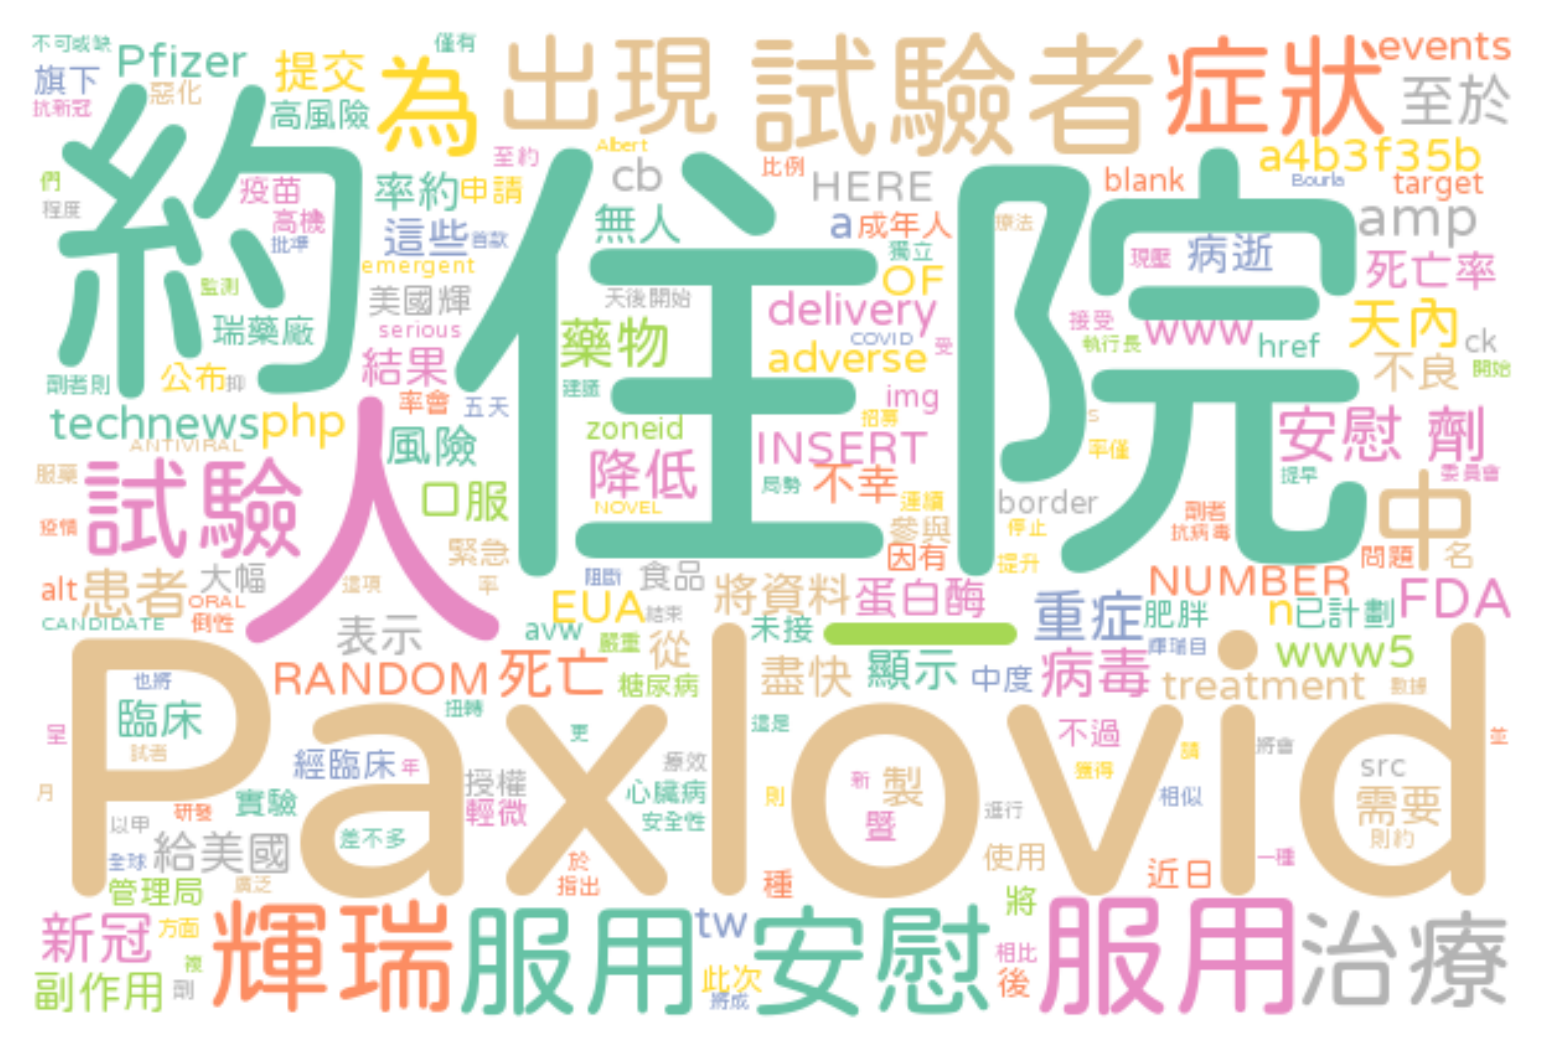 不可或缺
Pfizer
提交
為
出現
試驗者
症狀
events
僅有
旗下
惡化
抗新冠
高風險
至於
約
住院
至約
Albert
cb
比例
HERE
blank
a4b3f35b
Bourla
target
們
程度
疫苗
高機
批準
率約
申請
這些
首款
無人
a
成年人
療法
amp
獨立
OF
現壓
病逝
死亡率
emergent
監測
美國輝
天後開始
delivery
瑞藥廠
serious
藥物
COVID
受
接受
www
執行長
href
天內
ck
不良
開始
結果
adverse
劑者則
公布
抑
率會
五天
建議
img
招募
s
technews
php
ANTIVIRAL
人
風險
zoneid
INSERT
率僅
安慰
劑
提早
委員會
服藥
試驗
口服
降低
局勢
不幸
NOVEL
連續
border
劑者
抗病毒
中
疫情
緊急
參與
停止
因有
提升
問題
名
alt
患者
大幅
這項
率
阻斷
食品
將資料
蛋白酶
NUMBER
FDA
ORAL
倒性
CANDIDATE
表示
avw
EUA
結束
嚴重
從
未接
一
重症
肥胖
n
已計劃
輝瑞目
www5
Paxlovid
RANDOM
死亡
糖尿病
盡快
顯示
中度
病毒
treatment
數據
也將
臨床
扭轉
呈
試者
更
這是
不過
請
將會
並
經臨床
年
授權
療效
獲得
src
月
研發
實驗
輕微
心臟病
安全性
則
新
製
暨
進行
相似
需要
則約
以甲
差不多
全球
給美國
管理局
廣泛
於
指出
種
使用
近日
一種
將
新冠
方面
輝瑞
服用
tw
安慰
相比
服用
治療
副作用
複
劑
此次
將成
後